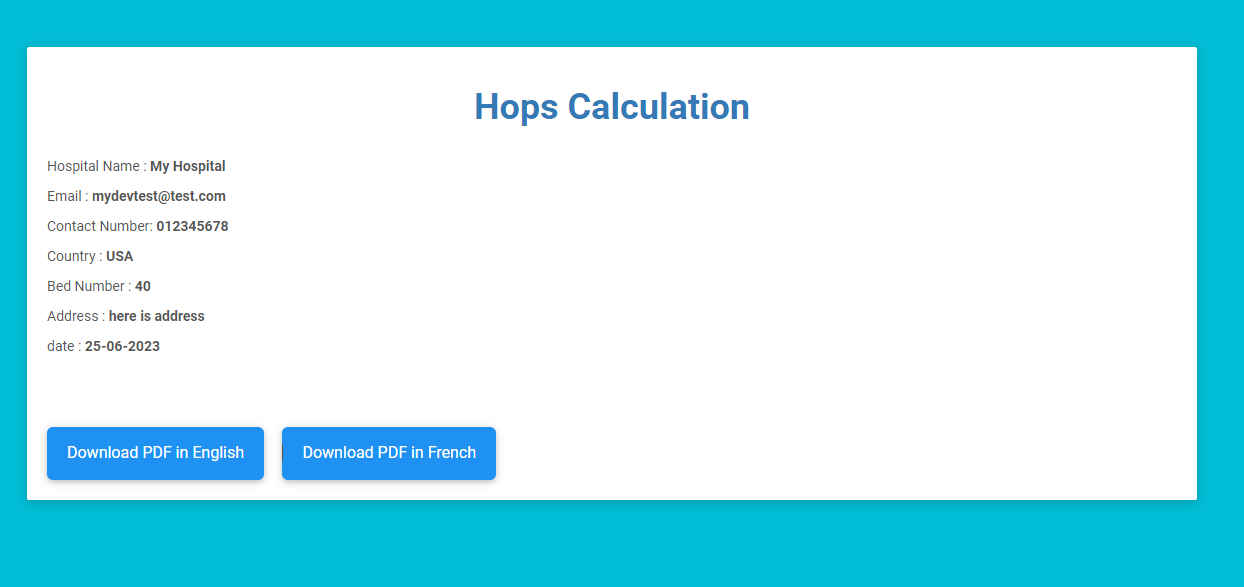 Hops Calculation
Hospital Name : My Hospital
Email : mydevtest@test.com
Contact Number: 012345678
Country : USA
Bed Number : 40
Address : here is address
date : 25-06-2023
Download PDF in English
Download PDF in French